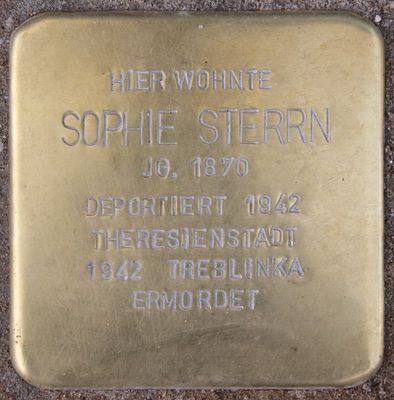 HIER WOHNTE
SOPHIE STERRN
JG. 1870
DEPORTIERT 1942
THERESIENSTADT
1942 TREBLINKA
ERMORDET